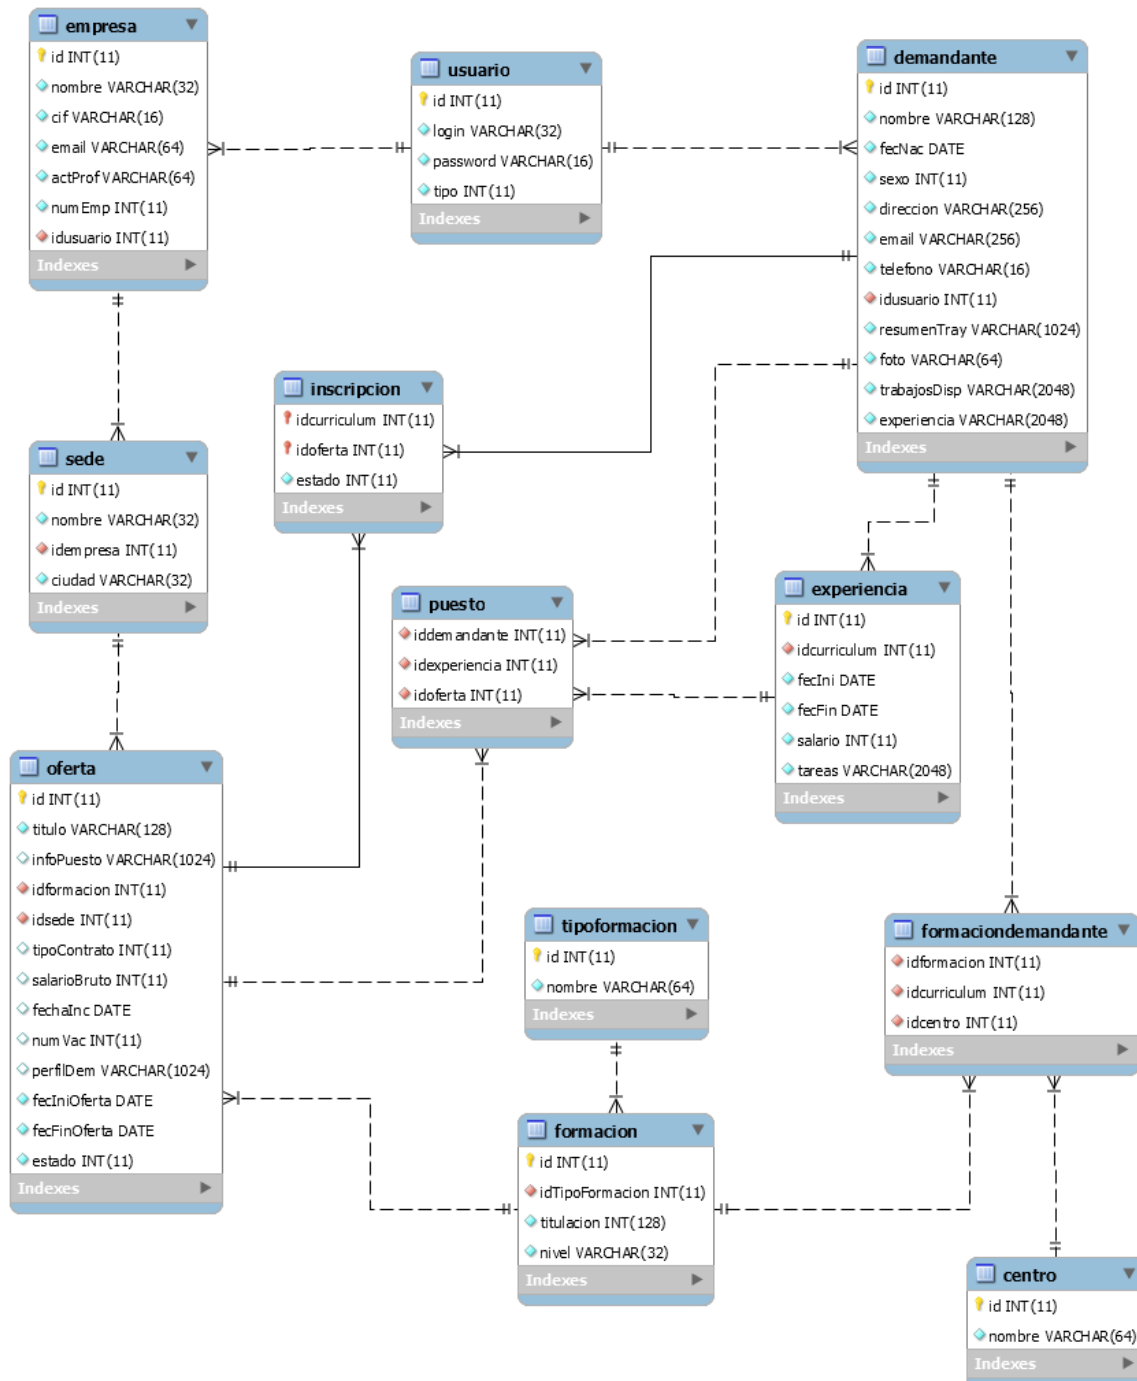 empresa
id INT(11)
nombre VARCHAR(32)
cif VARCHAR(16)
email VARCHAR(64)
actProf VARCHAR(64)
numEmp INT(11)
idusuario INT(11)
Indexes
usuario
id INT(11)
login VARCHAR(32)
password VARCHAR(16)
tipo INT(11)
Indexes
demandante
id INT(11)
nombre VARCHAR(128)
fecNac DATE
sexo INT(11)
direccion VARCHAR(256)
email VARCHAR(256)
telefono VARCHAR(16)
idusuario INT(11)
resumenTray VARCHAR(1024)
foto VARCHAR(64)
trabajosDisp VARCHAR(2048)
experiencia VARCHAR(2048)
Indexes
inscripcion
idcurriculum INT(11)
idoferta INT(11)
estado INT(11)
Indexes
sede
id INT(11)
nombre VARCHAR(32)
idempresa INT(11)
ciudad VARCHAR(32)
Indexes
puesto
iddemandante INT(11)
idexperiencia INT(11)
idoferta INT(11)
Indexes
experiencia
id INT(11)
idcurriculum INT(11)
fecIni DATE
fecFin DATE
salario INT(11)
tareas VARCHAR(2048)
Indexes
oferta
id INT(11)
titulo VARCHAR(128)
infoPuesto VARCHAR(1024)
idformacion INT(11)
idsede INT(11)
tipoContrato INT(11)
salarioBruto INT(11)
fechaInc DATE
numVac INT(11)
perfilDem VARCHAR(1024)
fecIniOferta DATE
fecFinOferta DATE
estado INT(11)
Indexes
tipoformacion
id INT(11)
nombre VARCHAR(64)
Indexes
formaciondemandante
idformacion INT(11)
idcurriculum INT(11)
idcentro INT(11)
Indexes
formacion
id INT(11)
idTipoFormacion INT(11)
titulacion INT(128)
nivel VARCHAR(32)
Indexes
centro
id INT(11)
nombre VARCHAR(64)
Indexes